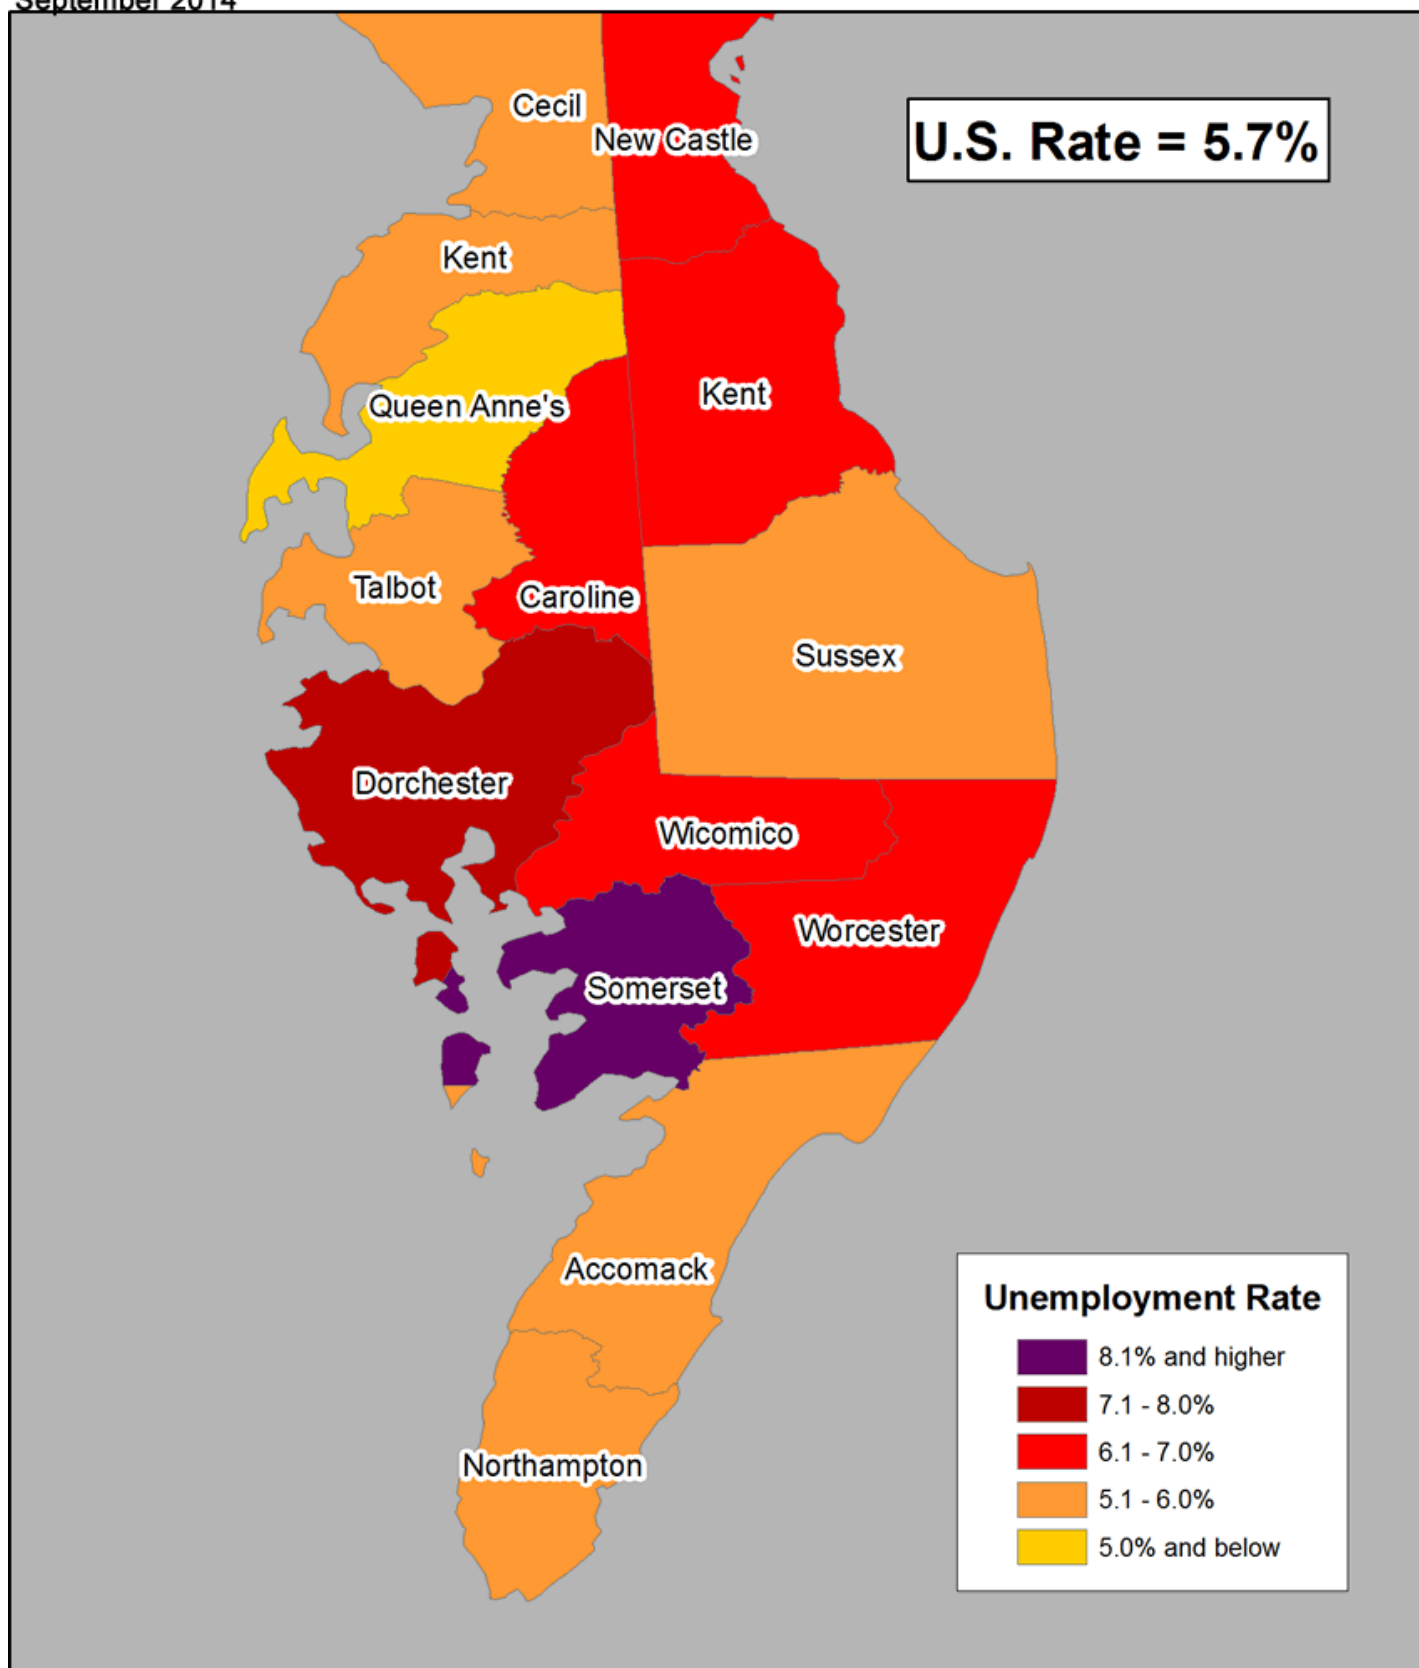 September 2014
Cecil
New Castle
U.S. Rate = 5.7%
Kent
Kent
Queen Anne's
Talbot
Caroline
Sussex
Dorchester
Wicomico
Worcester
Somerset
Accomack
Northampton
Unemployment Rate
8.1% and higher
7.1 - 8.0%
6.1 - 7.0%
5.1 - 6.0%
5.0% and below